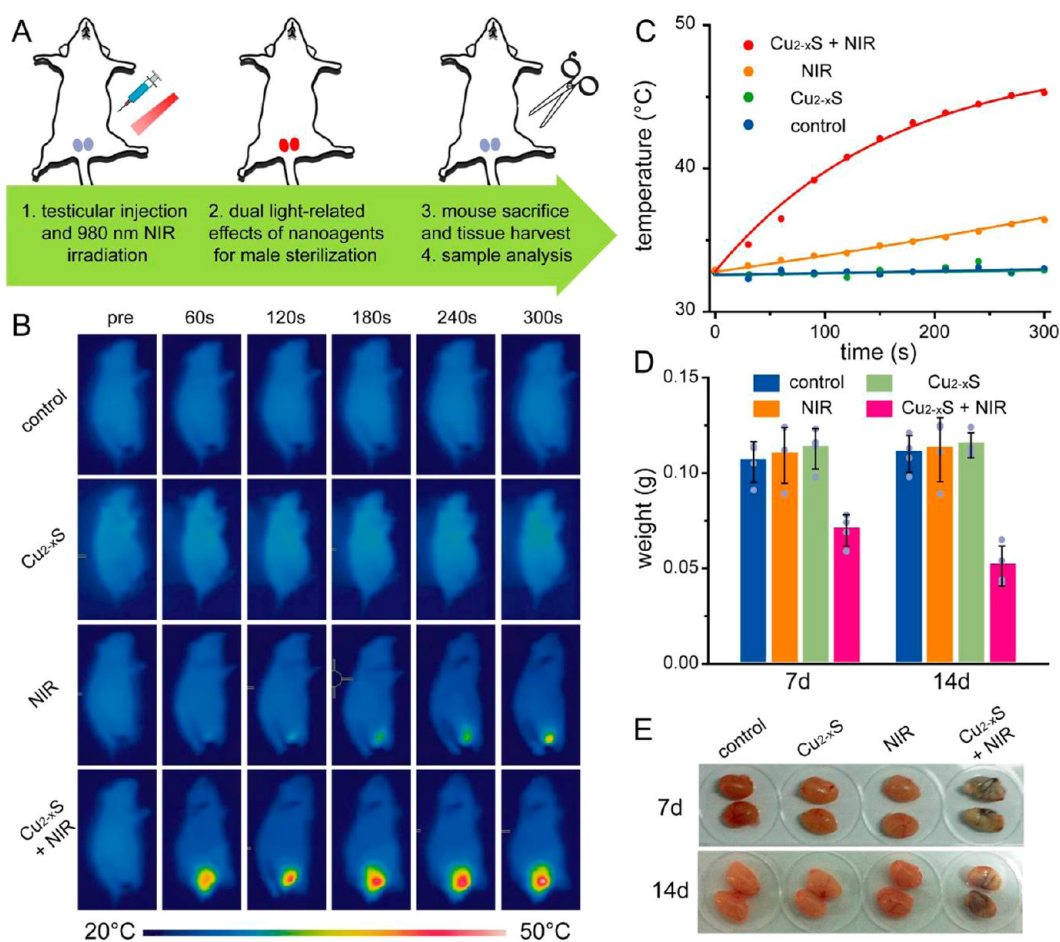 A
1. testicular injection
and 980 nm NIR
irradiation
2. dual light-related
effects of nanoagents
for male sterilization
3. mouse sacrifice
and tissue harvest
4. sample analysis
B
pre 60s 120s 180s 240s 300s
control
Cu2-xS
NIR
Cu2-xS
+ NIR
20°C 50°C
C
temperature (°C)
50
40
30
Cu2-xS + NIR
NIR
Cu2-xS
control
0 100 200 300
time (s)
D
weight (g)
0.15
0.10
0.05
0.00
control Cu2-xS
NIR Cu2-xS + NIR
7d 14d
E
control Cu2-xS NIR Cu2-xS
+ NIR
7d
14d